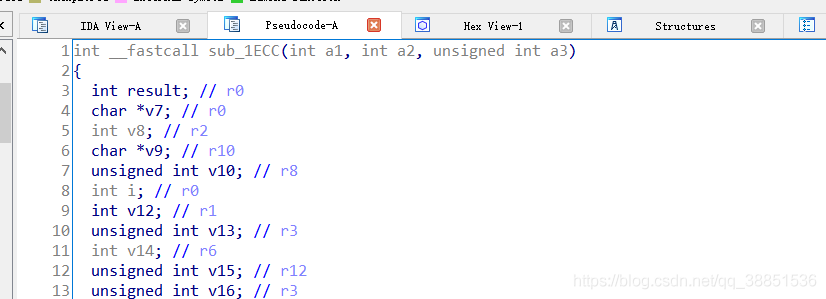 IDA View-A
Pseudocode-A
Hex View-1
Structures
1 int __fastcall sub_1ECC(int a1, int a2, unsigned int a3)
2 {
3 int result; // r0
4 char *v7; // r0
5 int v8; // r2
6 char *v9; // r10
7 unsigned int v10; // r8
8 int i; // r0
9 int v12; // r1
10 unsigned int v13; // r3
11 int v14; // r6
12 unsigned int v15; // r12
13 unsigned int v16; // r3
https://blog.csdn.net/qq_38851536